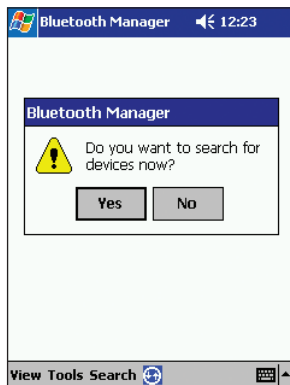 Bluetooth Manager 12:23
Bluetooth Manager
Do you want to search for
devices now?
Yes No
View Tools Search